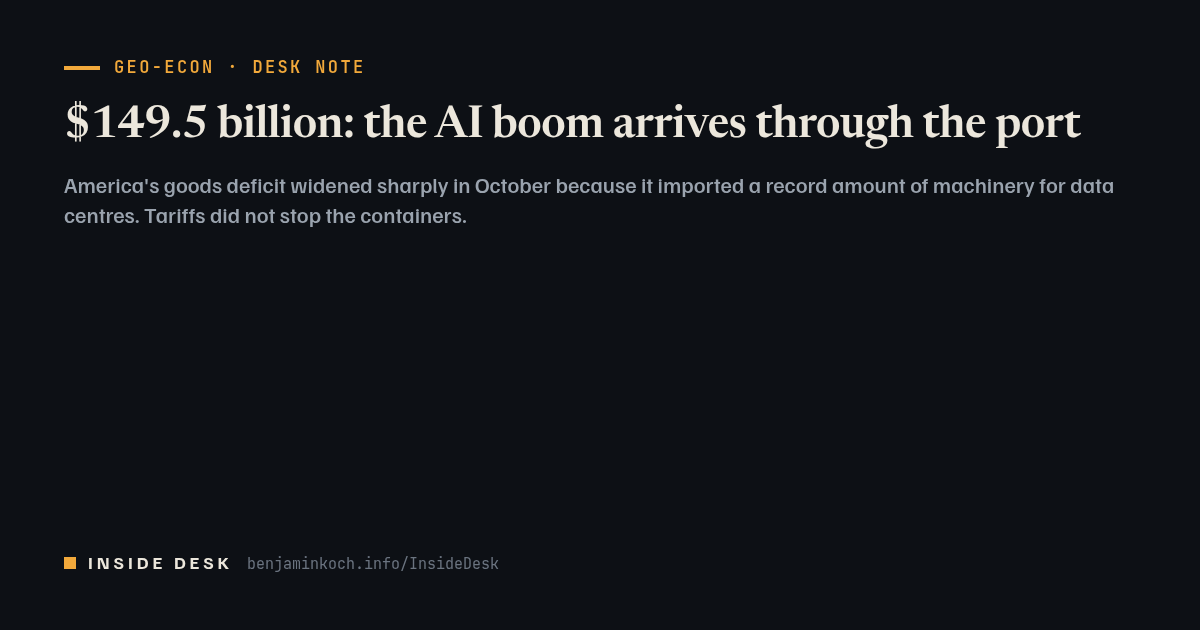 GEO-ECON · DESK NOTE
$149.5 billion: the AI boom arrives through the port
America's goods deficit widened sharply in October because it imported a record amount of machinery for data
centres. Tariffs did not stop the containers.
INSIDE DESK benjaminkoch.info/InsideDesk